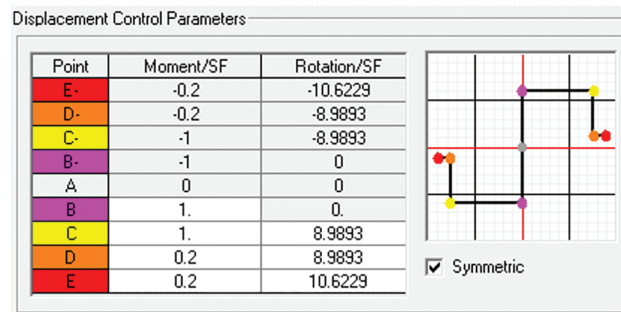 Displacement Control Parameters
Point Moment/SF Rotation/SF
E- -0.2 -10.6229
D- -0.2 -8.9893
C- -1 -8.9893
B- -1 0
A 0 0
B 1. 0.
C 1. 8.9893
D 0.2 8.9893
E 0.2 10.6229
Symmetric